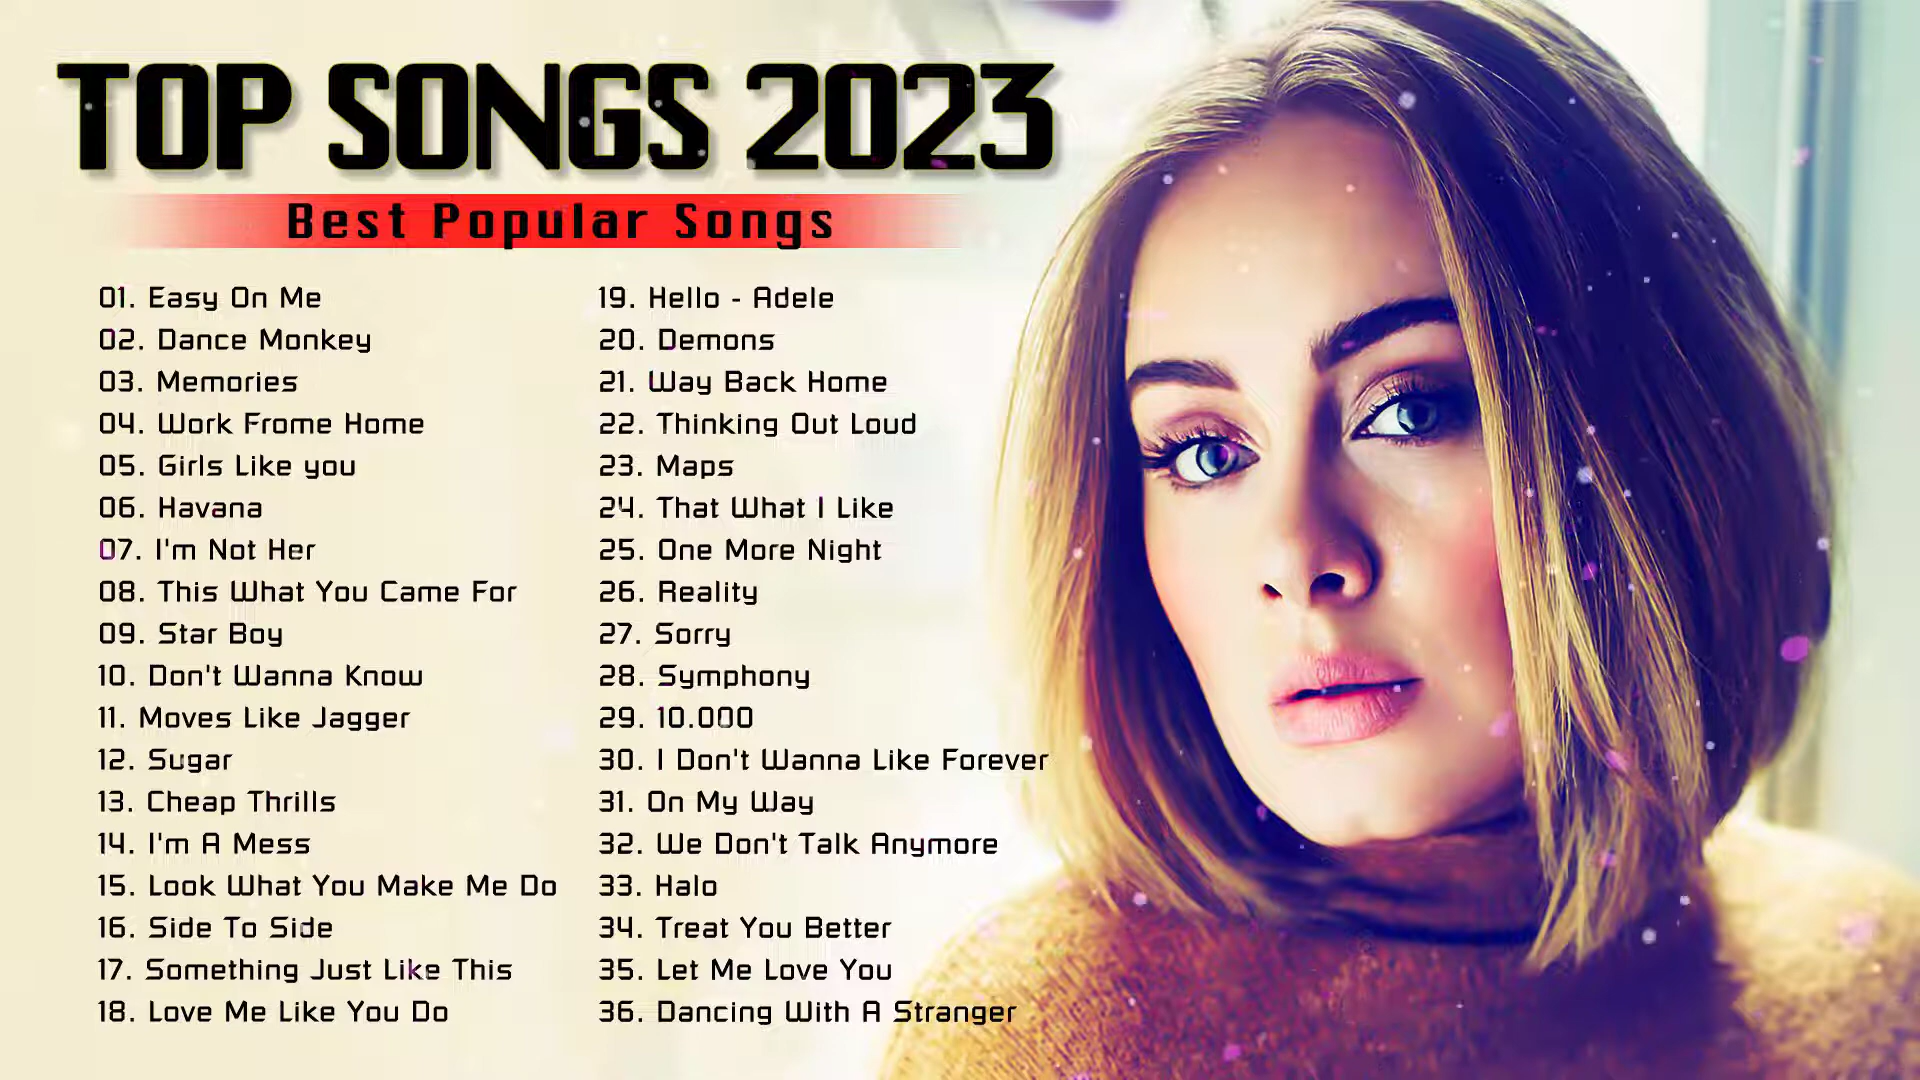 TOP SONGS 2023
Best Popular Songs
01. Easy On Me
02. Dance Monkey
03. Memories
04. Work Frome Home
05. Girls Like you
06. Havana
07. I'm Not Her
08. This What You Came For
09. Star Boy
10. Don't Wanna Know
11. Moves Like Jagger
12. Sugar
13. Cheap Thrills
14. I'm A Mess
15. Look What You Make Me Do
16. Side To Side
17. Something Just Like This
18. Love Me Like You Do
19. Hello - Adele
20. Demons
21. Way Back Home
22. Thinking Out Loud
23. Maps
24. That What I Like
25. One More Night
26. Reality
27. Sorry
28. Symphony
29. 10.000
30. I Don't Wanna Like Forever
31. On My Way
32. We Don't Talk Anymore
33. Halo
34. Treat You Better
35. Let Me Love You
36. Dancing With A Stranger